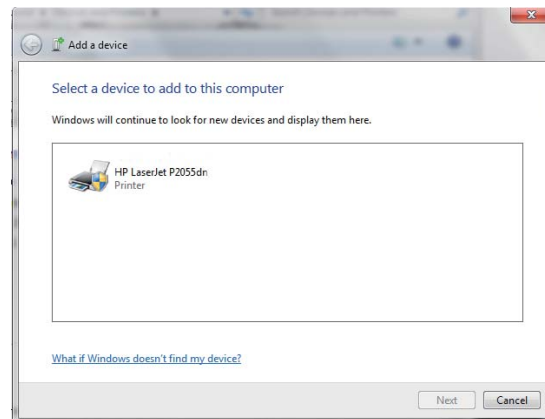 Add a device
Select a device to add to this computer
Windows will continue to look for new devices and display them here.
HP LaserJet P2055dn
Printer
What if Windows doesn't find my device?
Next
Cancel